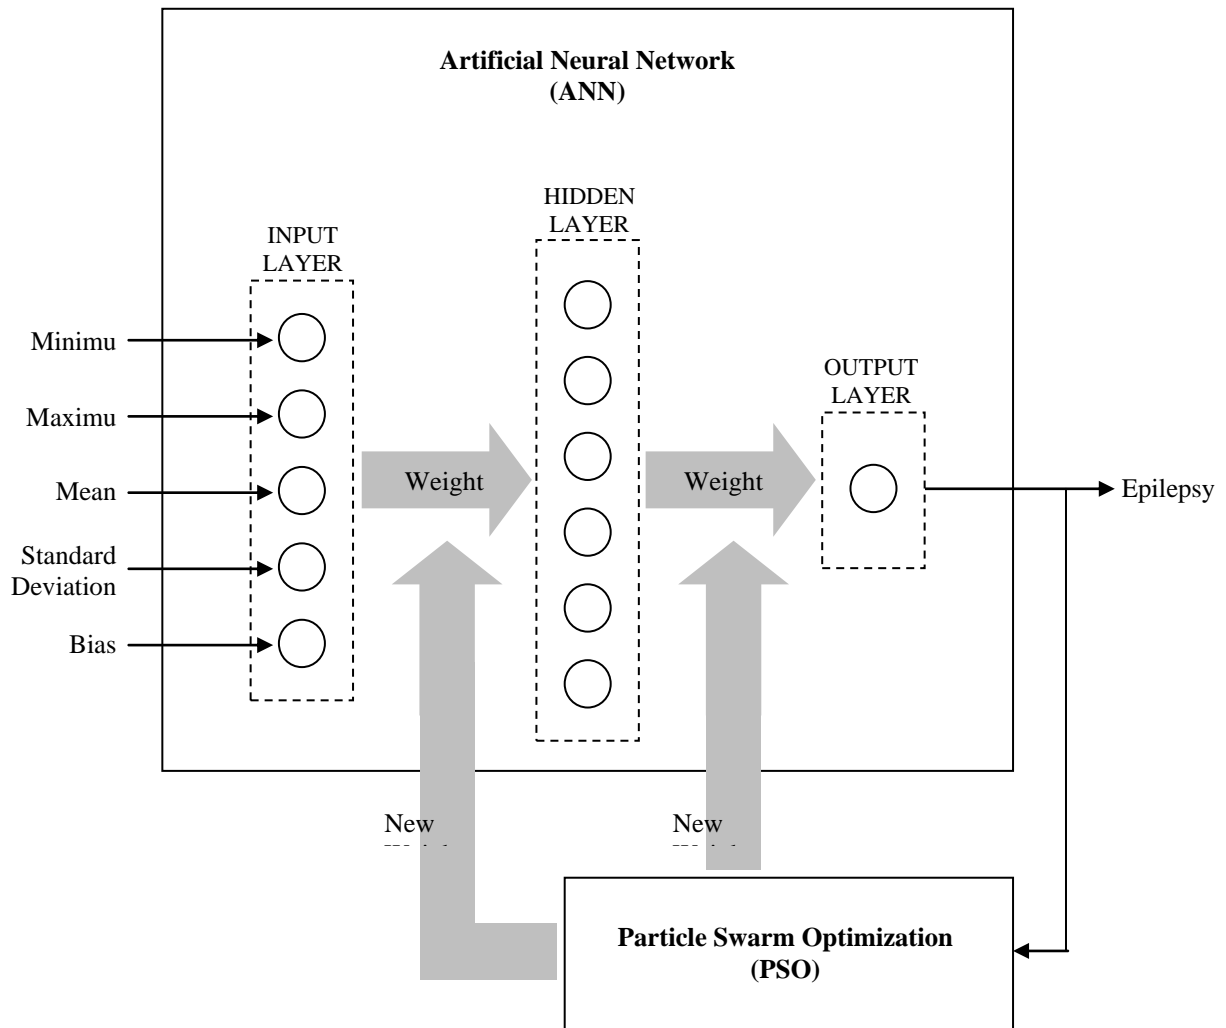 Artificial Neural Network
(ANN)
HIDDEN
LAYER
INPUT
LAYER
Minimu
Maximu
Mean
Standard
Deviation
Bias
Weight
Weight
OUTPUT
LAYER
Epilepsy
New
New
Particle Swarm Optimization
(PSO)